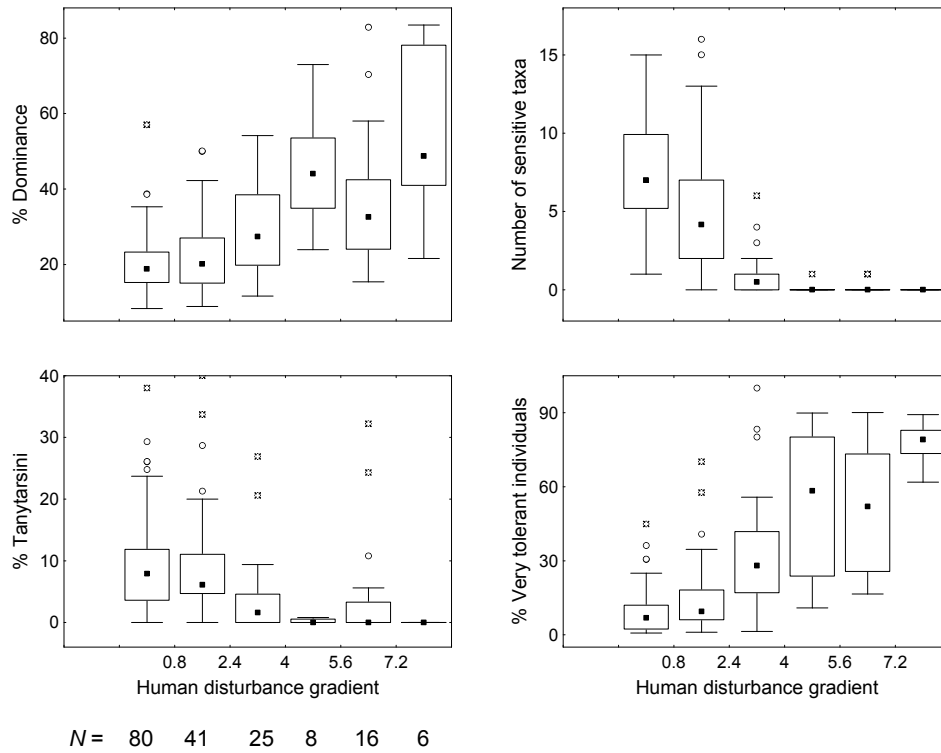 % Dominance
80
60
40
20
Number of sensitive taxa
15
10
5
0
% Tanytarsini
40
30
20
10
0
0.8 2.4 4 5.6 7.2
Human disturbance gradient
% Very tolerant individuals
90
60
30
0
0.8 2.4 4 5.6 7.2
Human disturbance gradient
N = 80 41 25 8 16 6